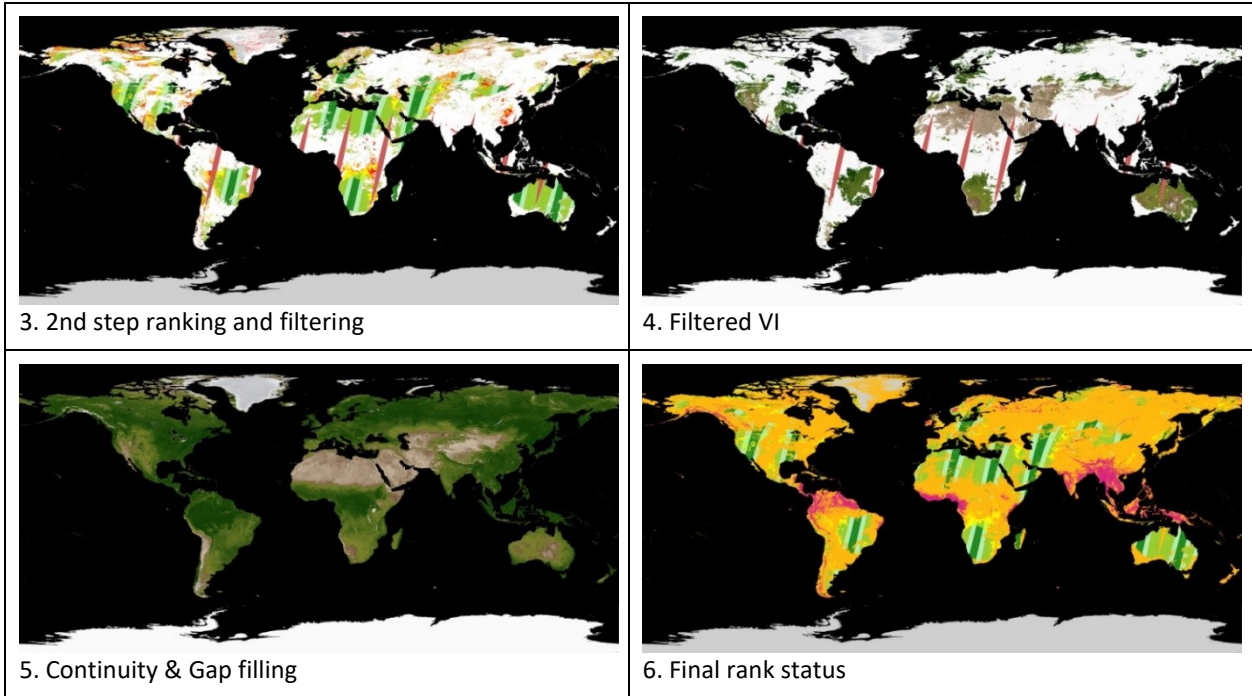 3. 2nd step ranking and filtering
4. Filtered VI
5. Continuity & Gap filling
6. Final rank status